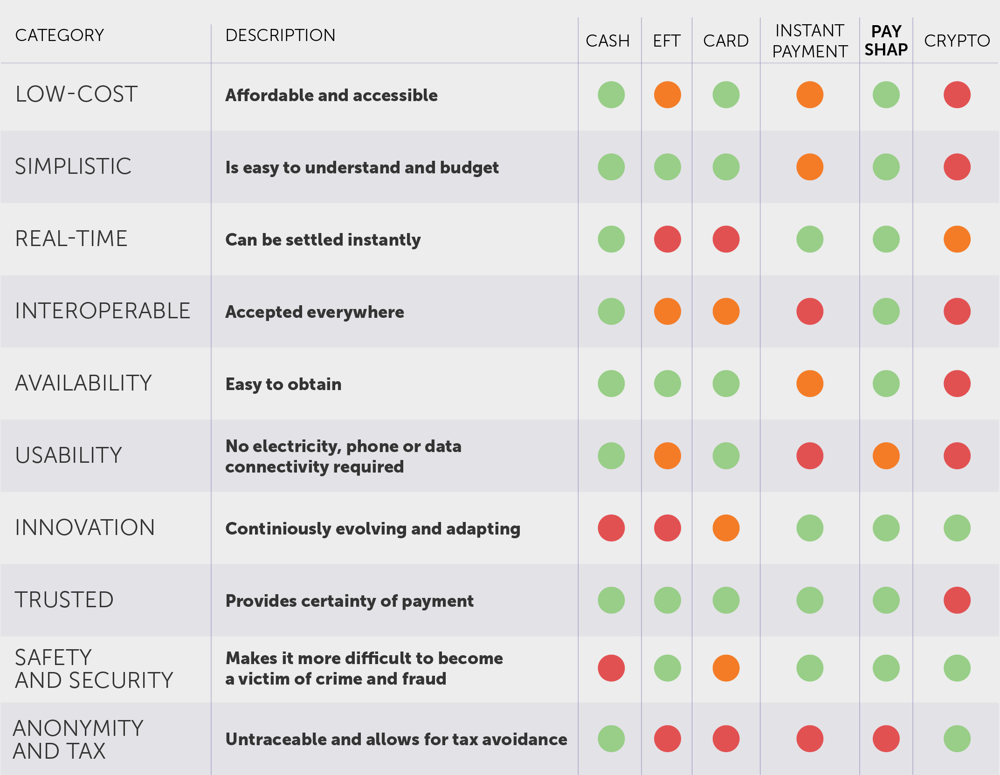 CATEGORY
DESCRIPTION
CASH
EFT
CARD
INSTANT
PAYMENT
PAY
SHAP
CRYPTO
LOW-COST
Affordable and accessible
SIMPLISTIC
Is easy to understand and budget
REAL-TIME
Can be settled instantly
INTEROPERABLE
Accepted everywhere
AVAILABILITY
Easy to obtain
USABILITY
No electricity, phone or data
connectivity required
INNOVATION
Continiously evolving and adapting
TRUSTED
Provides certainty of payment
SAFETY
AND SECURITY
Makes it more difficult to become
a victim of crime and fraud
ANONYMITY
AND TAX
Untraceable and allows for tax avoidance